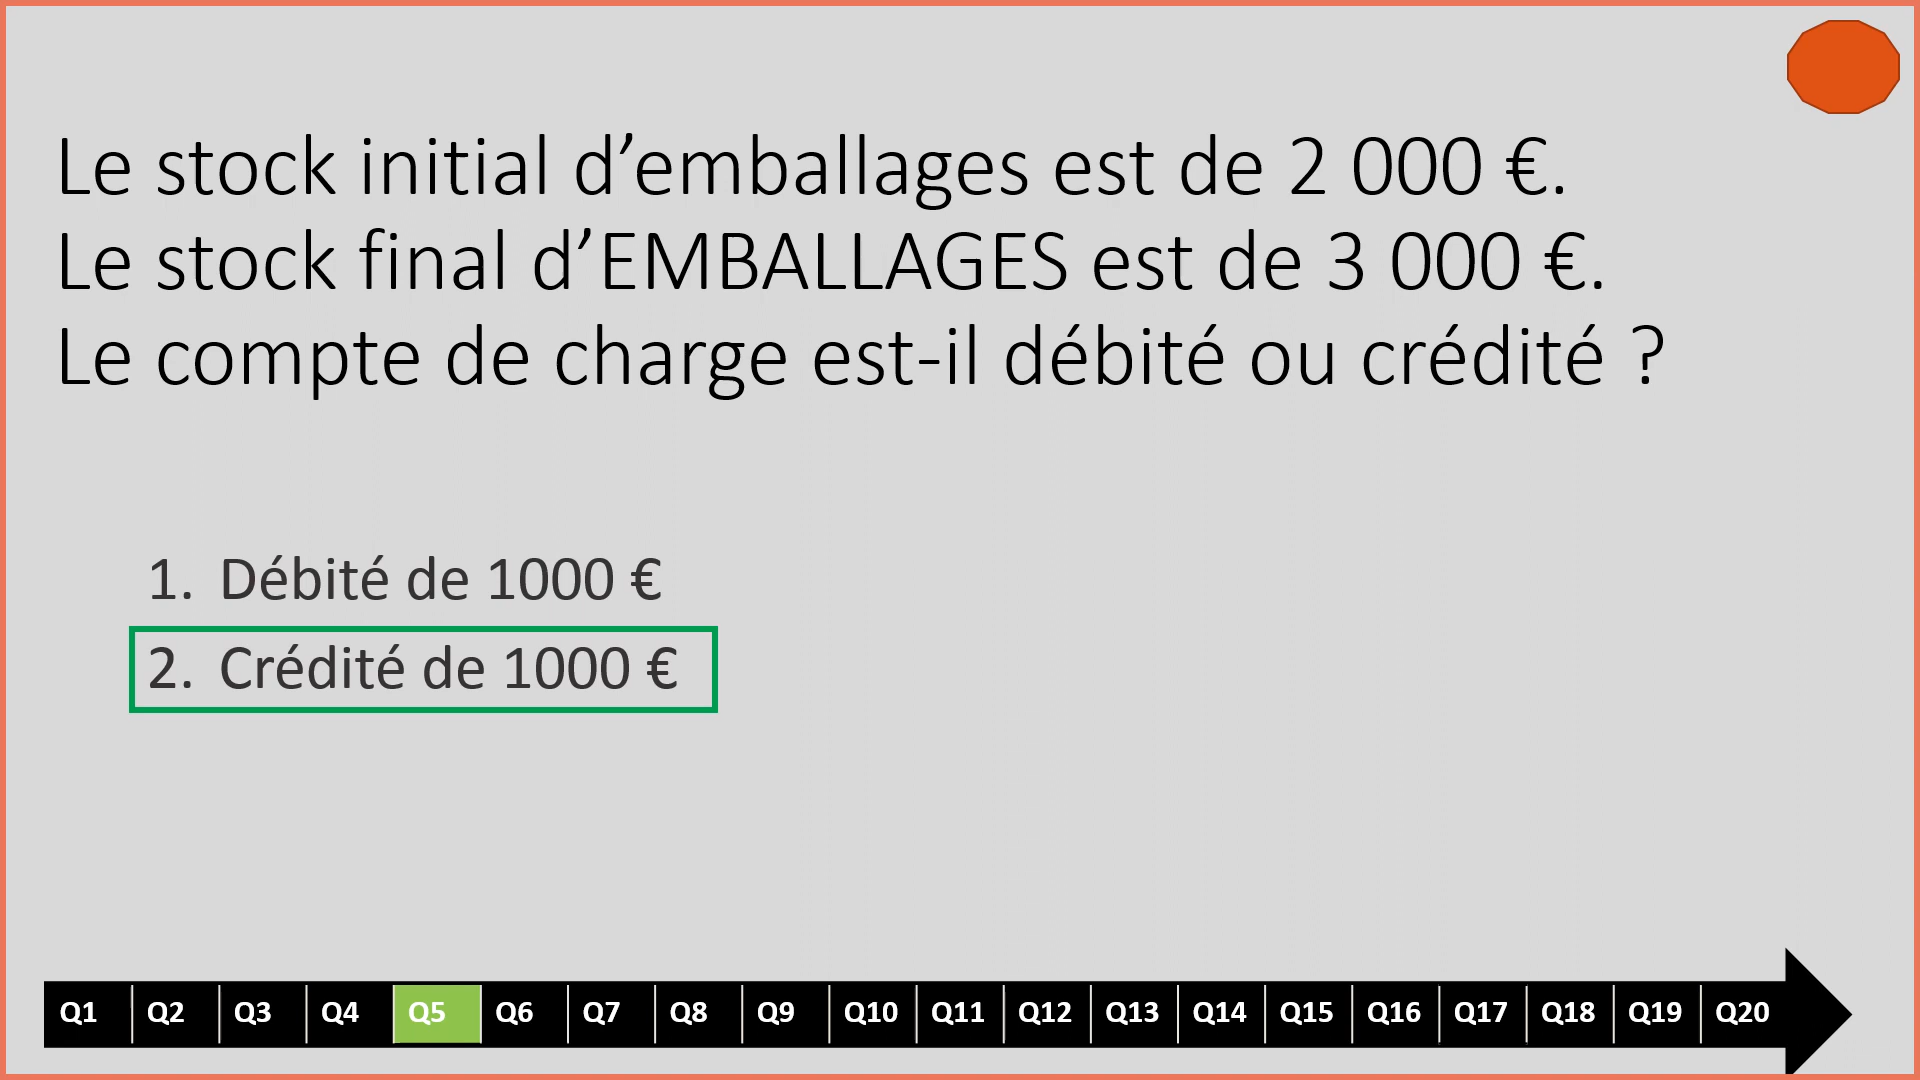 Le stock initial d’emballages est de 2 000 €.
Le stock final d’EMBALLAGES est de 3 000 €.
Le compte de charge est-il débité ou crédité ?
1. Débité de 1000 €
2. Crédité de 1000 €
Q1 Q2 Q3 Q4 Q5 Q6 Q7 Q8 Q9 Q10 Q11 Q12 Q13 Q14 Q15 Q16 Q17 Q18 Q19 Q20